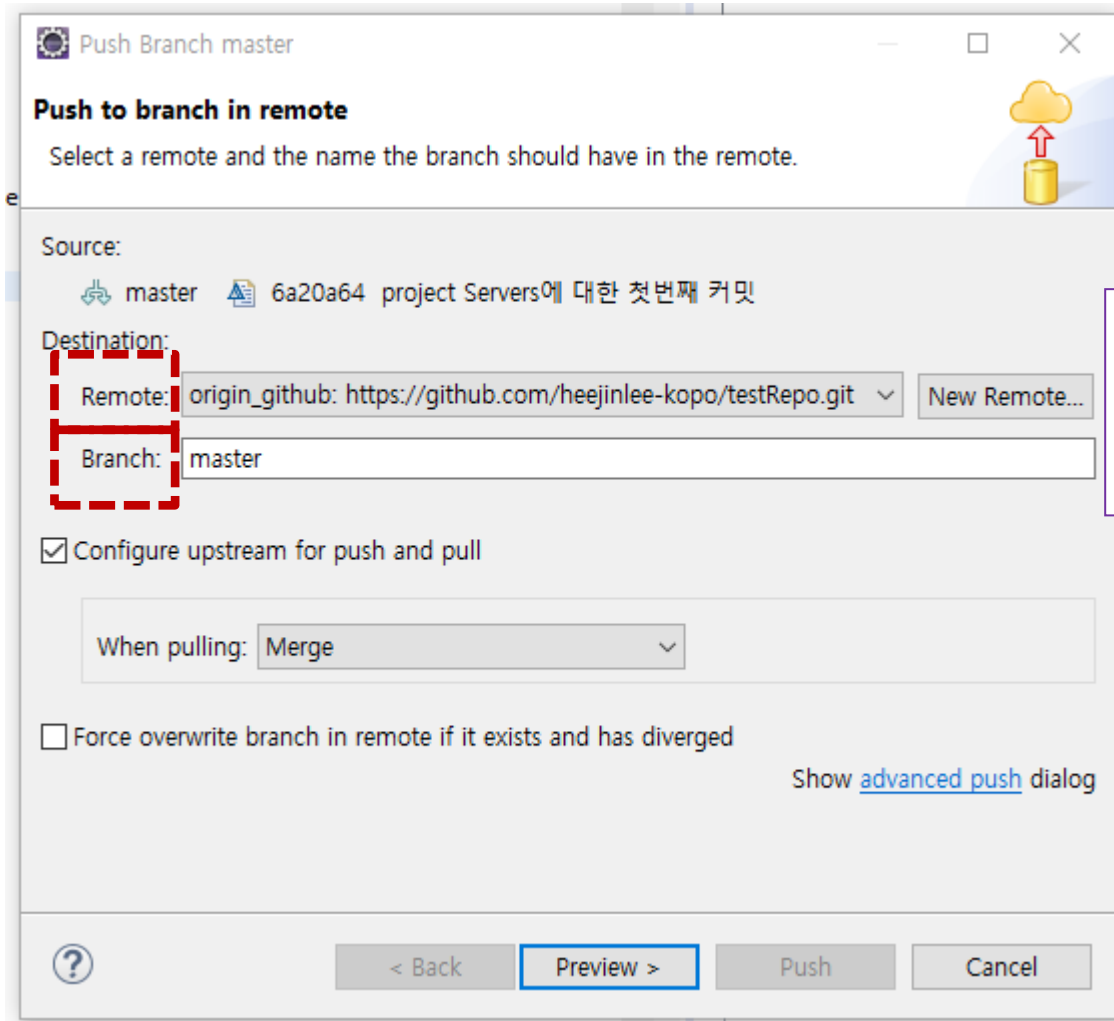 Push Branch master
Push to branch in remote
Select a remote and the name the branch should have in the remote.
e
Source:
master 6a20a64 project Servers에 대한 첫번째 커밋
Destination:
Remote: origin_github: https://github.com/heejinlee-kopo/testRepo.git New Remote...
Branch: master
Configure upstream for push and pull
When pulling: Merge
Force overwrite branch in remote if it exists and has diverged
Show advanced push dialog
? < Back Preview > Push Cancel